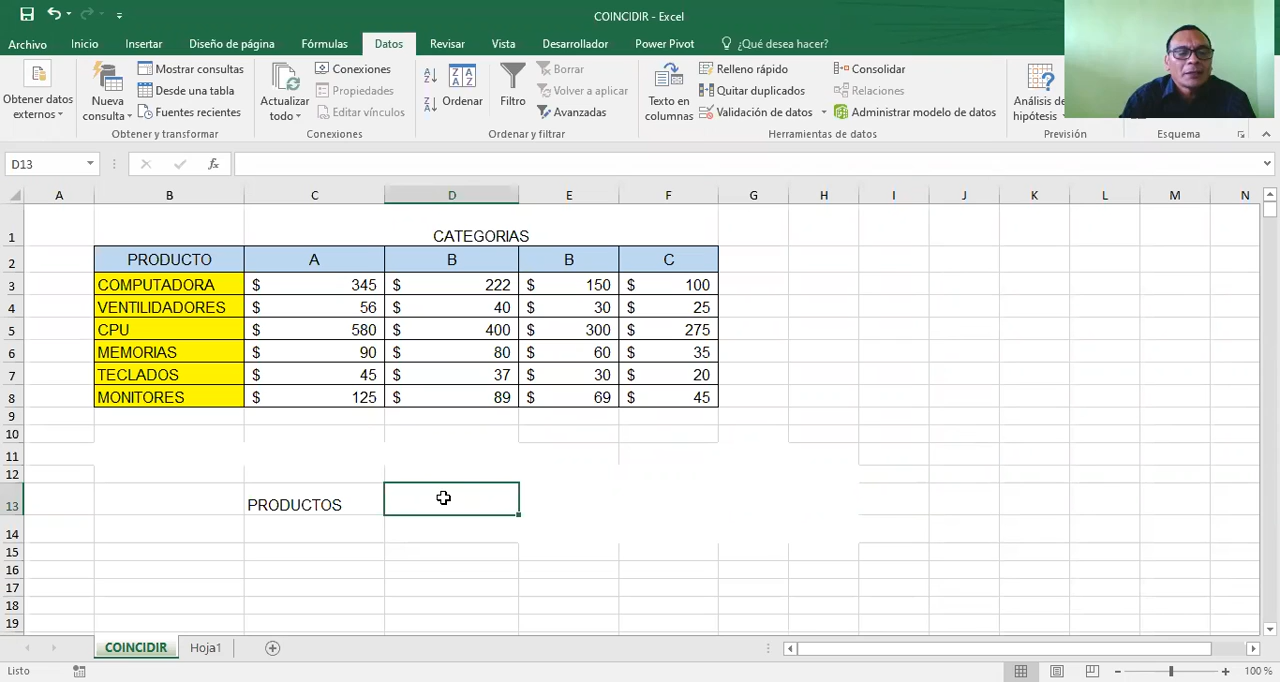 COINCIDIR - Excel
Archivo Inicio Insertar Diseño de página Fórmulas Datos Revisar Vista Desarrollador Power Pivot ¿Qué desea hacer?
Obtener datos externos
Nueva consulta
Mostrar consultas
Desde una tabla
Fuentes recientes
Obtener y transformar
Actualizar todo
Conexiones
Propiedades
Editar vínculos
Conexiones
Ordenar
Filtro
Borrar
Volver a aplicar
Avanzadas
Ordenar y filtrar
Texto en columnas
Relleno rápido
Quitar duplicados
Validación de datos
Consolidar
Relaciones
Administrar modelo de datos
Herramientas de datos
Análisis de hipótesis
Previsión
Esquema
D13
fx
A B C D E F G H I J K L M N
1 CATEGORIAS
2 PRODUCTO A B B C
3 COMPUTADORA $ 345 $ 222 $ 150 $ 100
4 VENTILIDADORES $ 56 $ 40 $ 30 $ 25
5 CPU $ 580 $ 400 $ 300 $ 275
6 MEMORIAS $ 90 $ 80 $ 60 $ 35
7 TECLADOS $ 45 $ 37 $ 30 $ 20
8 MONITORES $ 125 $ 89 $ 69 $ 45
9
10
11
12
13 PRODUCTOS
14
15
16
17
18
19
COINCIDIR Hoja1
Listo 100 %